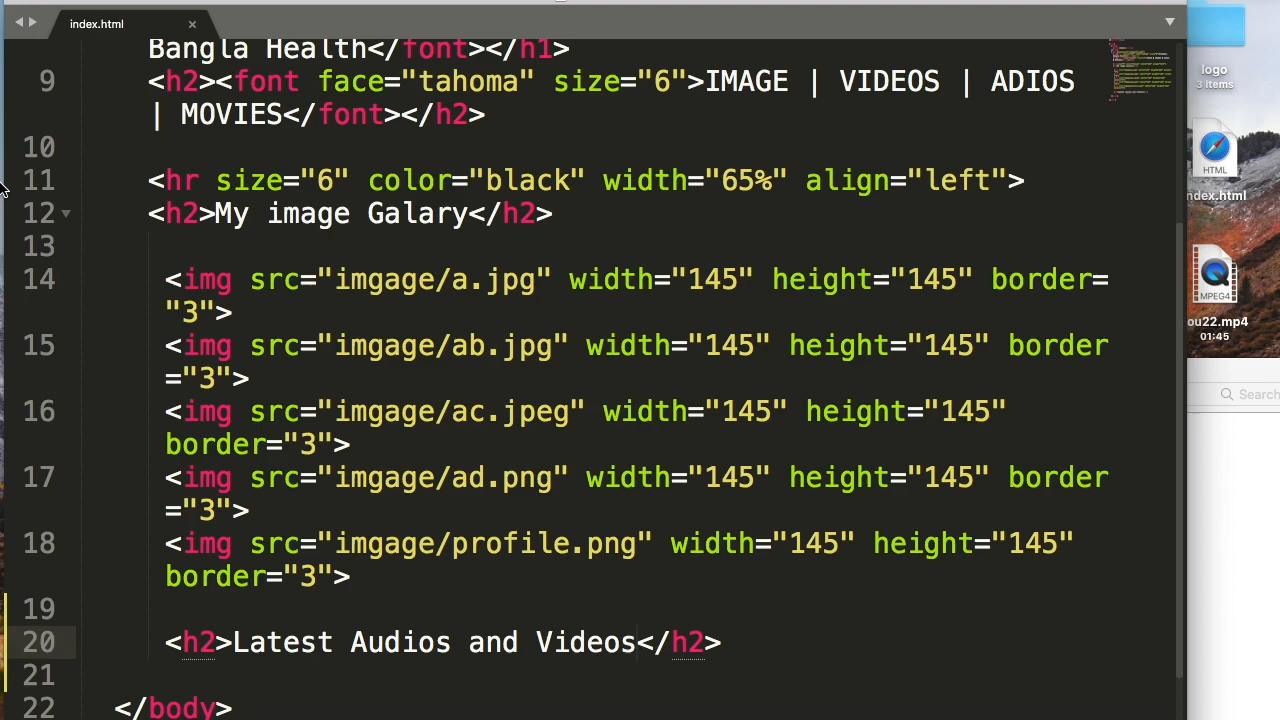 index.html
Bangla Health</font></h1>
9 <h2><font face="tahoma" size="6">IMAGE | VIDEOS | ADIOS
| MOVIES</font></h2>
10
11 <hr size="6" color="black" width="65%" align="left">
12 <h2>My image Galary</h2>
13
14 <img src="imgage/a.jpg" width="145" height="145" border=
"3">
15 <img src="imgage/ab.jpg" width="145" height="145" border
="3">
16 <img src="imgage/ac.jpeg" width="145" height="145"
border="3">
17 <img src="imgage/ad.png" width="145" height="145" border
="3">
18 <img src="imgage/profile.png" width="145" height="145"
border="3">
19
20 <h2>Latest Audios and Videos</h2>
21
22 </body>
logo
3 items
HTML
ndex.html
MPEG4
ou22.mp4
01:45
Search